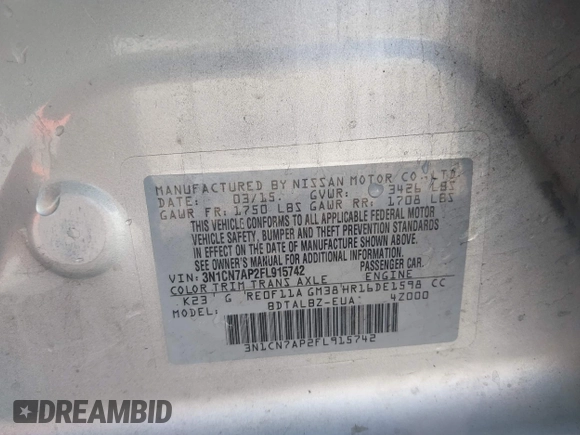 MANUFACTURED BY NISSAN MOTOR CO.,LTD.
DATE: 03/15 GVWR: 3426 LBS
GAWR FR: 1750 LBS GAWR RR: 1708 LBS
THIS VEHICLE CONFORMS TO ALL APPLICABLE FEDERAL MOTOR
VEHICLE SAFETY, BUMPER AND THEFT PREVENTION STANDARDS
IN EFFECT ON THE DATE OF MANUFACTURE SHOWN ABOVE.
SEE OWNER'S MANUAL FOR ADDITIONAL INFORMATION.
VIN: 3N1CN7AP2FL915742 PASSENGER CAR.
COLOR TRIM TRANS AXLE ENGINE
K23 G RE0F11A GM38 HR16DE1598 CC
BDTALBZ-EUA 4Z000
3N1CN7AP2FL915742
DREAMBID